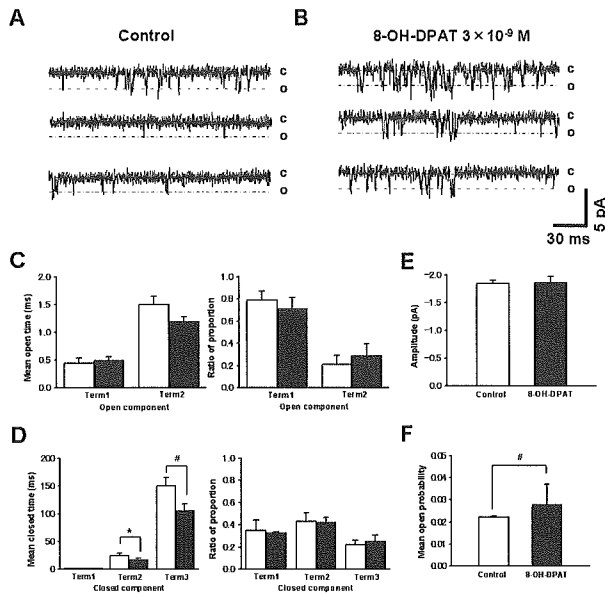 A
Control
B
8-OH-DPAT 3×10-9 M
C
O
C
O
C
O
C
O
C
O
C
O
5 pA
30 ms
C
Mean open time (ms)
2.0
1.5
1.0
0.5
0.0
Term1
Term2
Open component
Ratio of proportion
1.0
0.8
0.6
0.4
0.2
0.0
Term1
Term2
Open component
E
Amplitude (pA)
−2.0
−1.5
−1.0
−0.5
0.0
Control
8-OH-DPAT
D
Mean closed time (ms)
200
150
100
50
0
*
#
Term1
Term2
Term3
Closed component
Ratio of proportion
1.0
0.8
0.6
0.4
0.2
0.0
Term1
Term2
Term3
Closed component
F
Mean open probability
0.05
0.04
0.03
0.02
0.01
0.00
#
Control
8-OH-DPAT